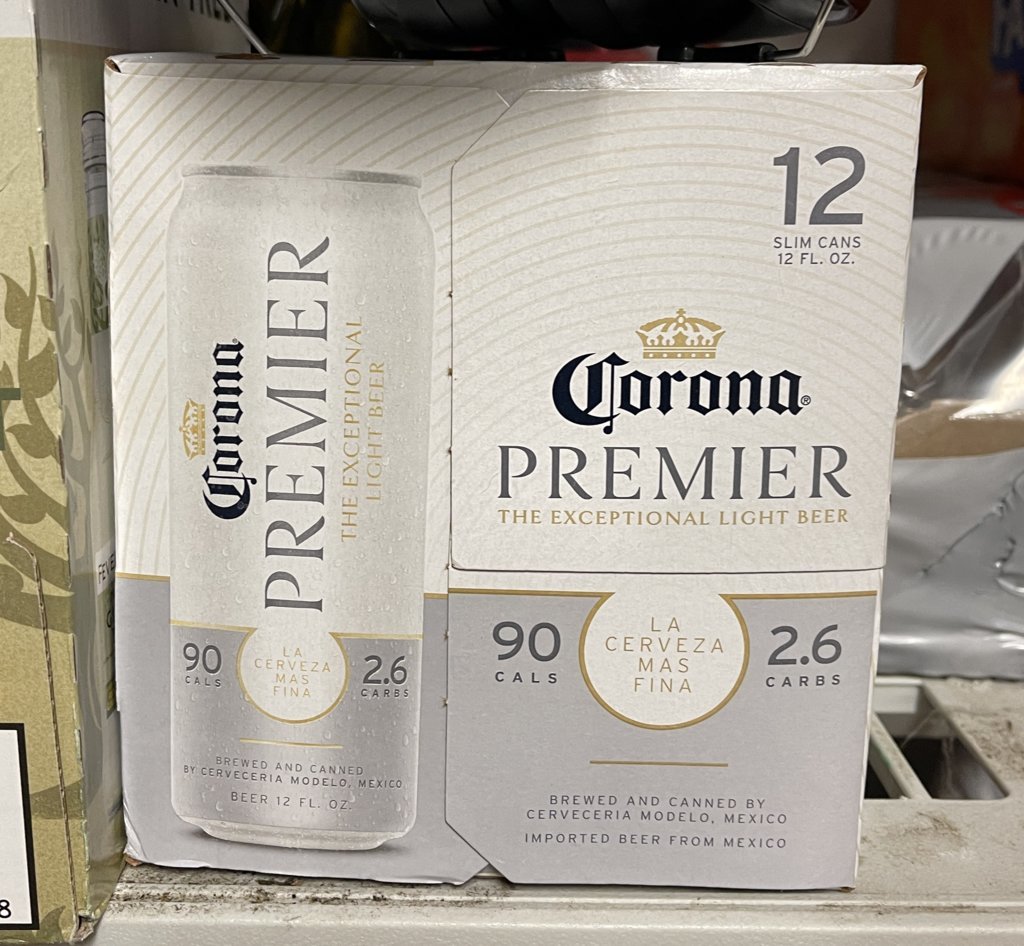 Corona
PREMIER
THE EXCEPTIONAL
LIGHT BEER
90
CALS
LA
CERVEZA
MAS
FINA
2.6
CARBS
BREWED AND CANNED
BY CERVECERIA MODELO, MEXICO
BEER 12 FL. OZ.
12
SLIM CANS
12 FL. OZ.
Corona®
PREMIER
THE EXCEPTIONAL LIGHT BEER
90
CALS
LA
CERVEZA
MAS
FINA
2.6
CARBS
BREWED AND CANNED BY
CERVECERIA MODELO, MEXICO
IMPORTED BEER FROM MEXICO
8